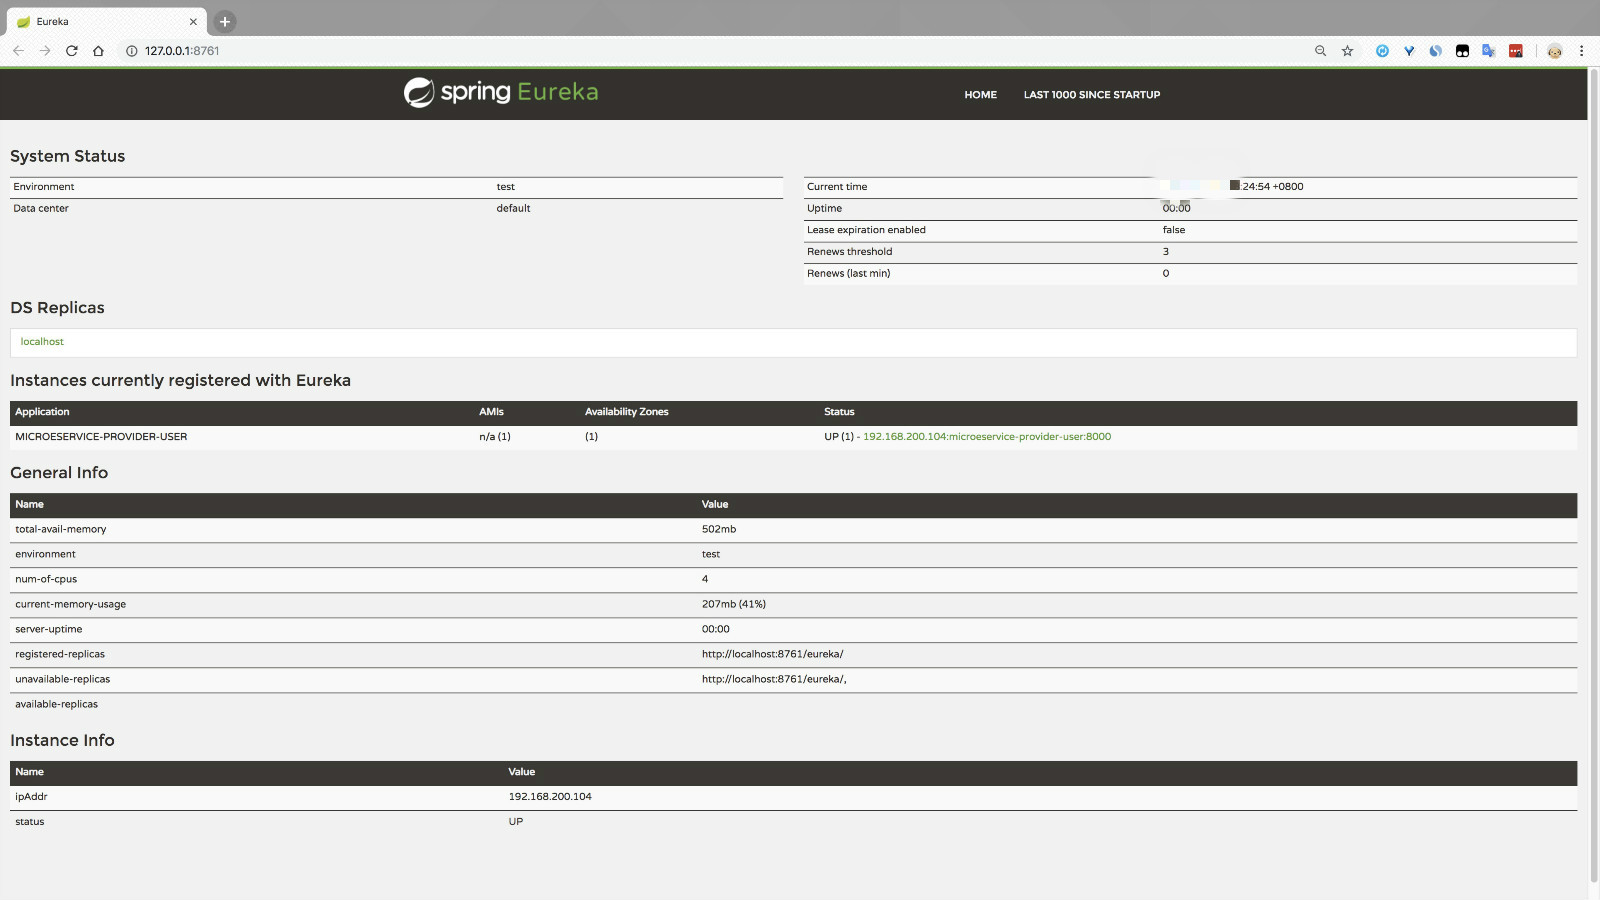 Eureka
127.0.0.1:8761
spring Eureka
HOME LAST 1000 SINCE STARTUP
System Status
Environment test
Data center default
Current time :24:54 +0800
Uptime 00:00
Lease expiration enabled false
Renews threshold 3
Renews (last min) 0
DS Replicas
localhost
Instances currently registered with Eureka
Application AMIs Availability Zones Status
MICROESERVICE-PROVIDER-USER n/a (1) (1) UP (1) - 192.168.200.104:microeservice-provider-user:8000
General Info
Name Value
total-avail-memory 502mb
environment test
num-of-cpus 4
current-memory-usage 207mb (41%)
server-uptime 00:00
registered-replicas http://localhost:8761/eureka/
unavailable-replicas http://localhost:8761/eureka/,
available-replicas
Instance Info
Name Value
ipAddr 192.168.200.104
status UP